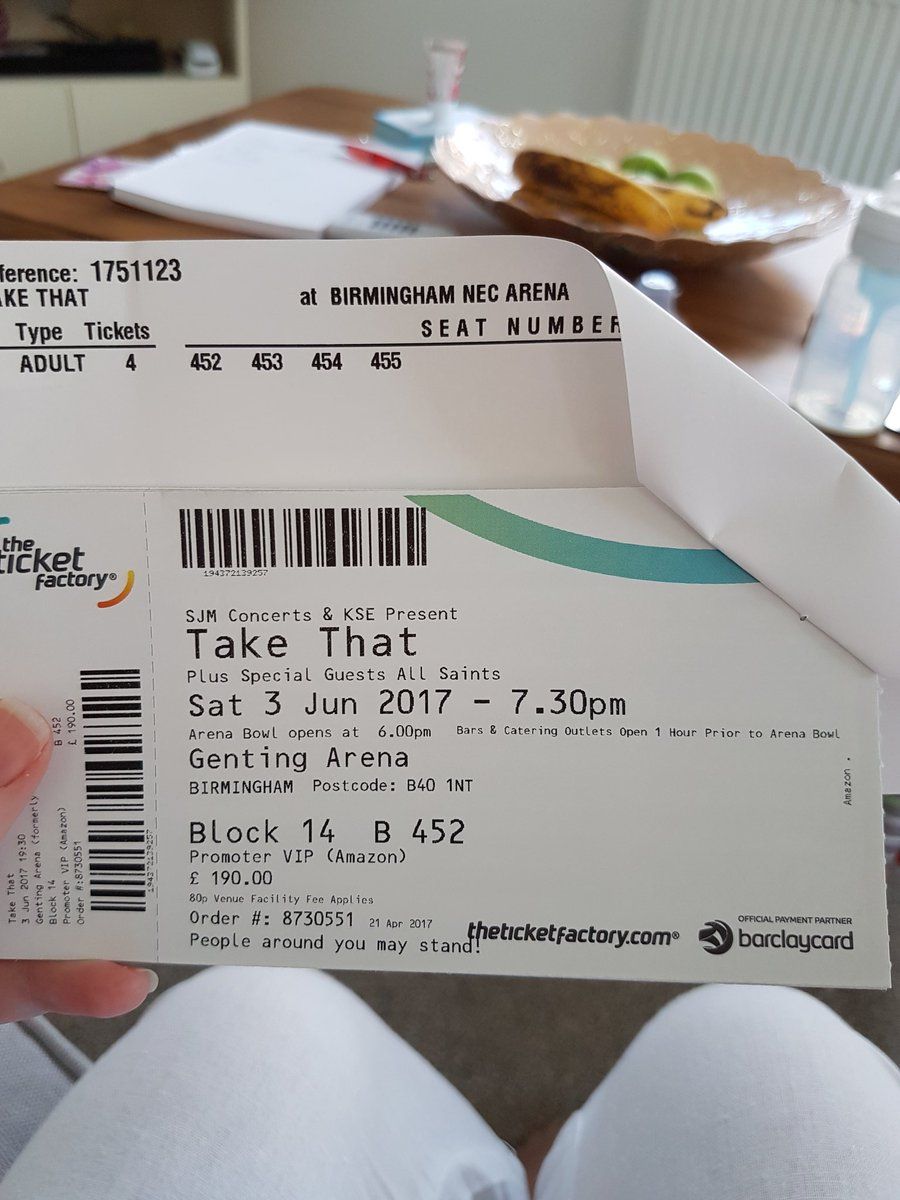 ference: 1751123
AKE THAT at BIRMINGHAM NEC ARENA
Type Tickets SEAT NUMBER
ADULT 4 452 453 454 455
the
ticket
factory®
194372139257
SJM Concerts & KSE Present
Take That
Plus Special Guests All Saints
Sat 3 Jun 2017 - 7.30pm
Arena Bowl opens at 6.00pm Bars & Catering Outlets Open 1 Hour Prior to Arena Bowl
Genting Arena
BIRMINGHAM Postcode: B40 1NT
Block 14 B 452
Promoter VIP (Amazon)
£ 190.00
80p Venue Facility Fee Applies
Order #: 8730551 21 Apr 2017
People around you may stand!
theticketfactory.com®
OFFICIAL PAYMENT PARTNER
barclaycard
Amazon .
Take That
3 Jun 2017 19:30
Genting Arena (formerly
Block 14
B 452
Promoter VIP (Amazon)
£ 190.00
Order #:8730551
194372139257